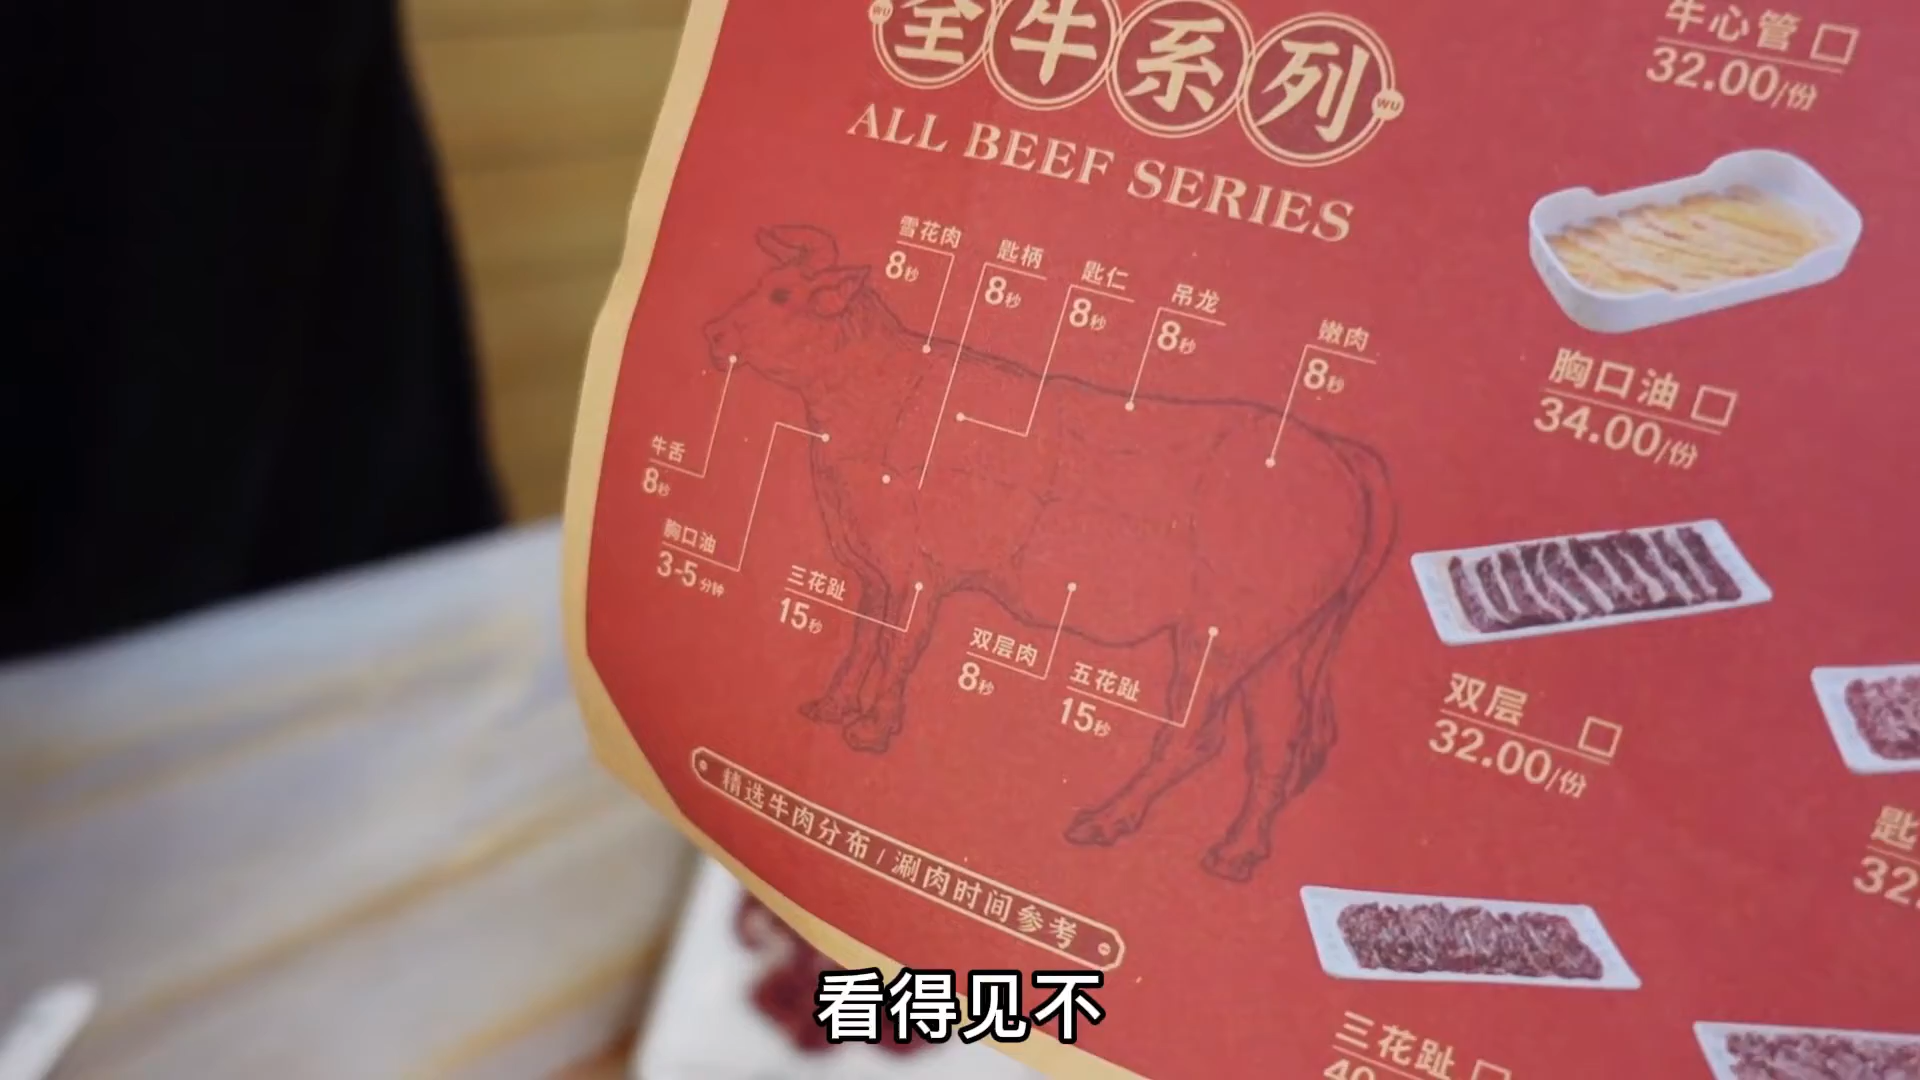 全牛系列
WU
WU
ALL BEEF SERIES
雪花肉
8秒
匙柄
8秒
匙仁
8秒
吊龙
8秒
嫩肉
8秒
牛舌
8秒
胸口油
3-5分钟
三花趾
15秒
双层肉
8秒
五花趾
15秒
精选牛肉分布/涮肉时间参考
牛心管
32.00/份
胸口油
34.00/份
双层
32.00/份
匙
32.
三花趾
看得见不